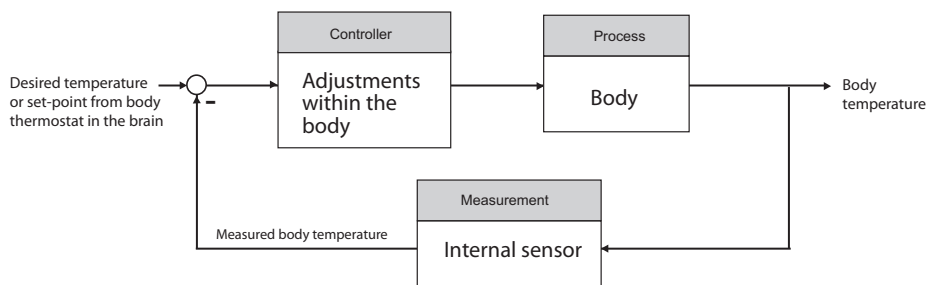 Controller
Process
Desired temperature
or set-point from body
thermostat in the brain
-
Adjustments
within the
body
Body
Body
temperature
Measurement
Measured body temperature
Internal sensor